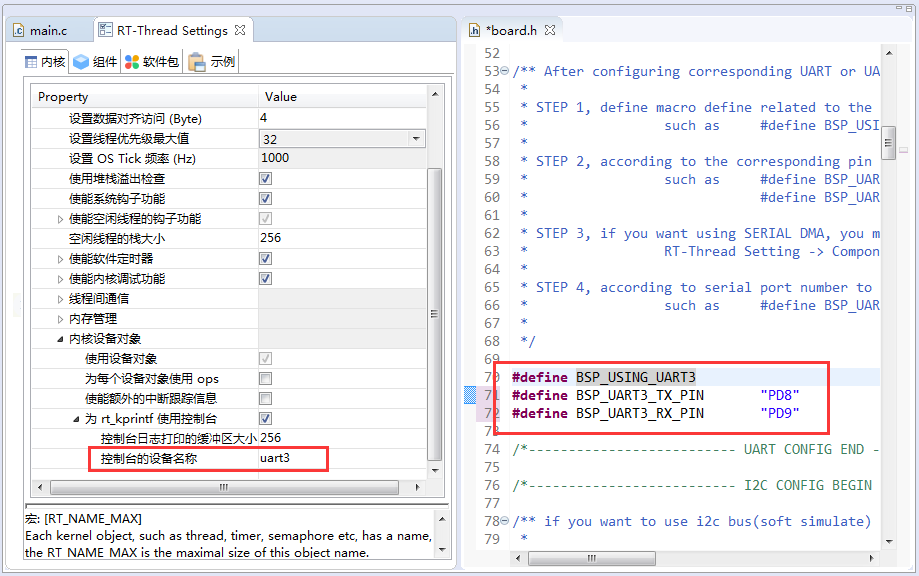 main.c
RT-Thread Settings
内核
组件
软件包
示例
Property Value
设置数据对齐访问 (Byte) 4
设置线程优先级最大值 32
设置 OS Tick 频率 (Hz) 1000
使用堆栈溢出检查
使能系统钩子功能
使能空闲线程的钩子功能
空闲线程的栈大小 256
使能软件定时器
使能内核调试功能
线程间通信
内存管理
内核设备对象
使用设备对象
为每个设备对象使用 ops
使能额外的中断跟踪信息
为 rt_kprintf 使用控制台
控制台日志打印的缓冲区大小 256
控制台的设备名称 uart3
宏: [RT_NAME_MAX]
Each kernel object, such as thread, timer, semaphore etc, has a name,
the RT_NAME_MAX is the maximal size of this object name.
*board.h
52
53 /** After configuring corresponding UART or UA
54 *
55 * STEP 1, define macro define related to the
56 * such as #define BSP_USI
57 *
58 * STEP 2, according to the corresponding pin
59 * such as #define BSP_UAR
60 * #define BSP_UAR
61 *
62 * STEP 3, if you want using SERIAL DMA, you m
63 * RT-Thread Setting -> Compon
64 *
65 * STEP 4, according to serial port number to
66 * such as #define BSP_UAR
67 *
68 */
69
70 #define BSP_USING_UART3
71 #define BSP_UART3_TX_PIN "PD8"
72 #define BSP_UART3_RX_PIN "PD9"
73
74 /*-------------------------- UART CONFIG END -
75
76 /*-------------------------- I2C CONFIG BEGIN
77
78 /** if you want to use i2c bus(soft simulate)
79 *